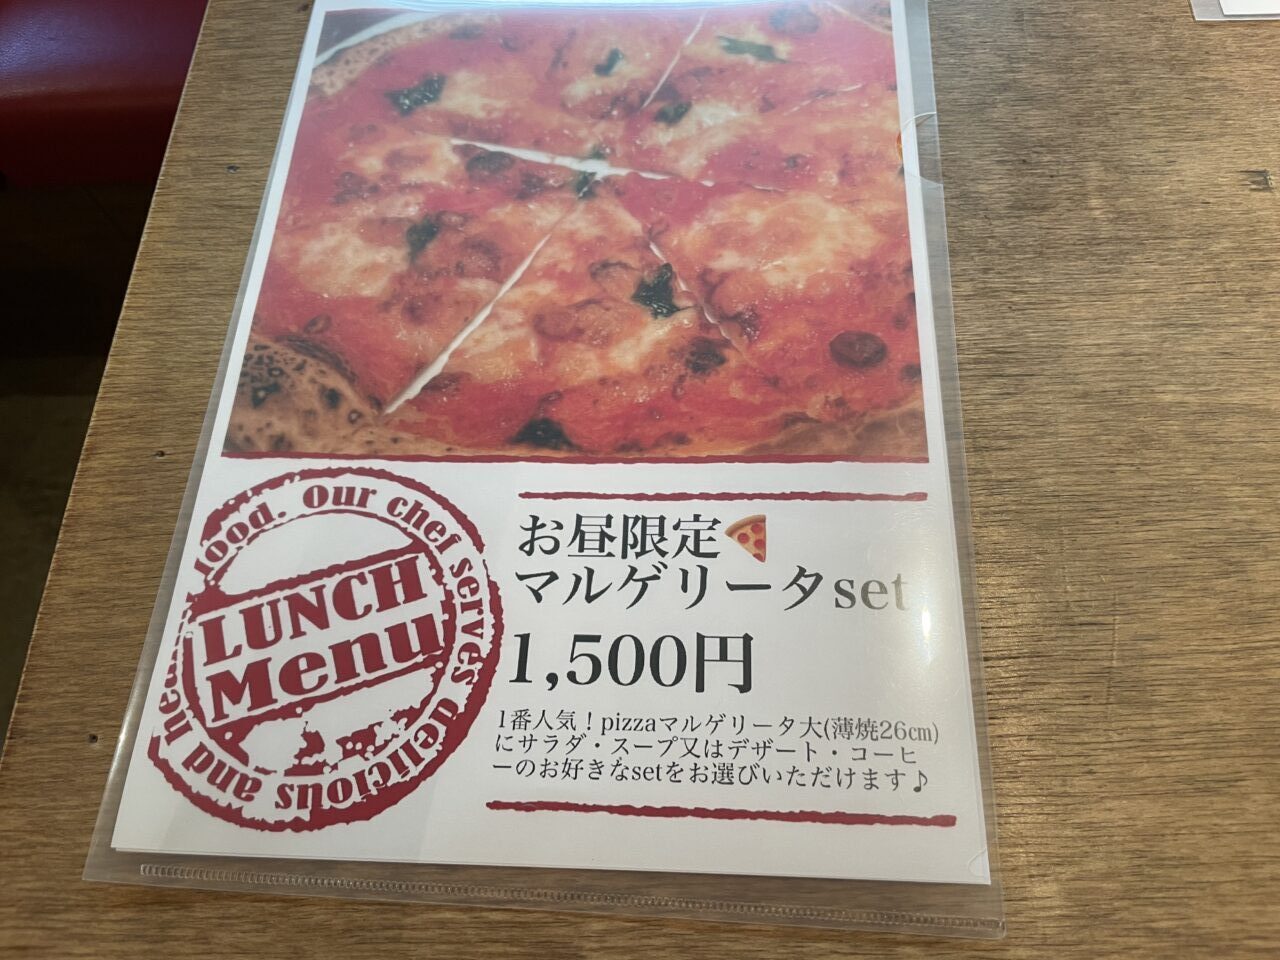 food. Our chef serves delicious and hea
LUNCH
Menu
お昼限定🍕
マルゲリータset
1,500円
1番人気！pizzaマルゲリータ大(薄焼26㎝)
にサラダ・スープ又はデザート・コーヒ
ーのお好きなsetをお選びいただけます♪